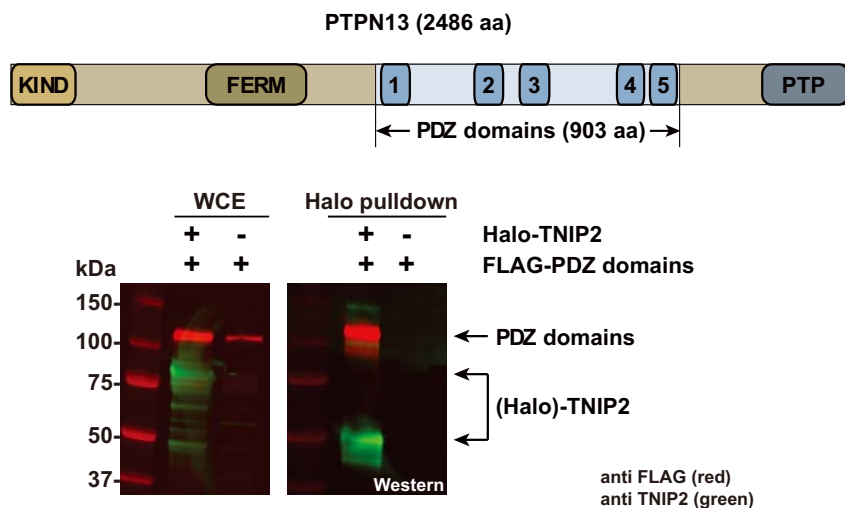 PTPN13 (2486 aa)
KIND FERM 1 2 3 4 5 PTP
PDZ domains (903 aa)
WCE Halo pulldown
+ - + - Halo-TNIP2
+ + + + FLAG-PDZ domains
kDa
150-
100-
75-
50-
37-
PDZ domains
(Halo)-TNIP2
Western
anti FLAG (red)
anti TNIP2 (green)